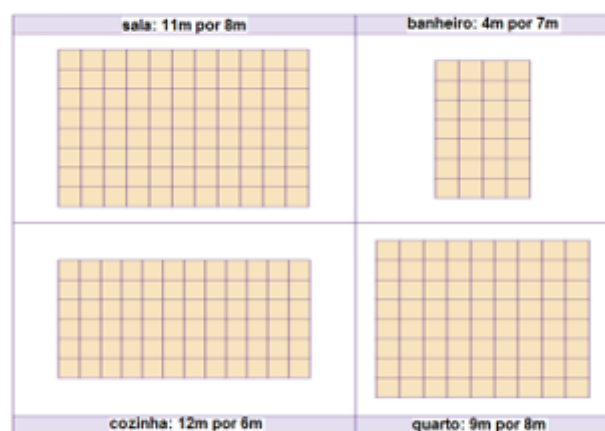 sala: 11m por 8m
banheiro: 4m por 7m
cozinha: 12m por 6m
quarto: 9m por 8m